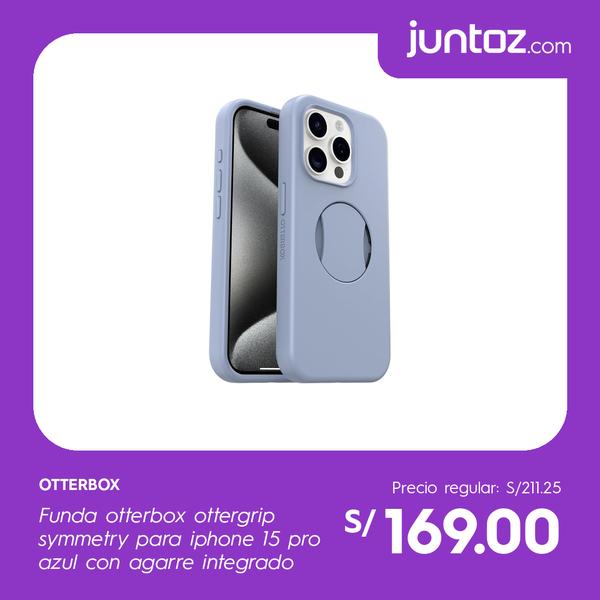 juntoz.com
OTTERBOX
OTTERBOX
Funda otterbox ottergrip
symmetry para iphone 15 pro
azul con agarre integrado
Precio regular: S/211.25
S/169.00